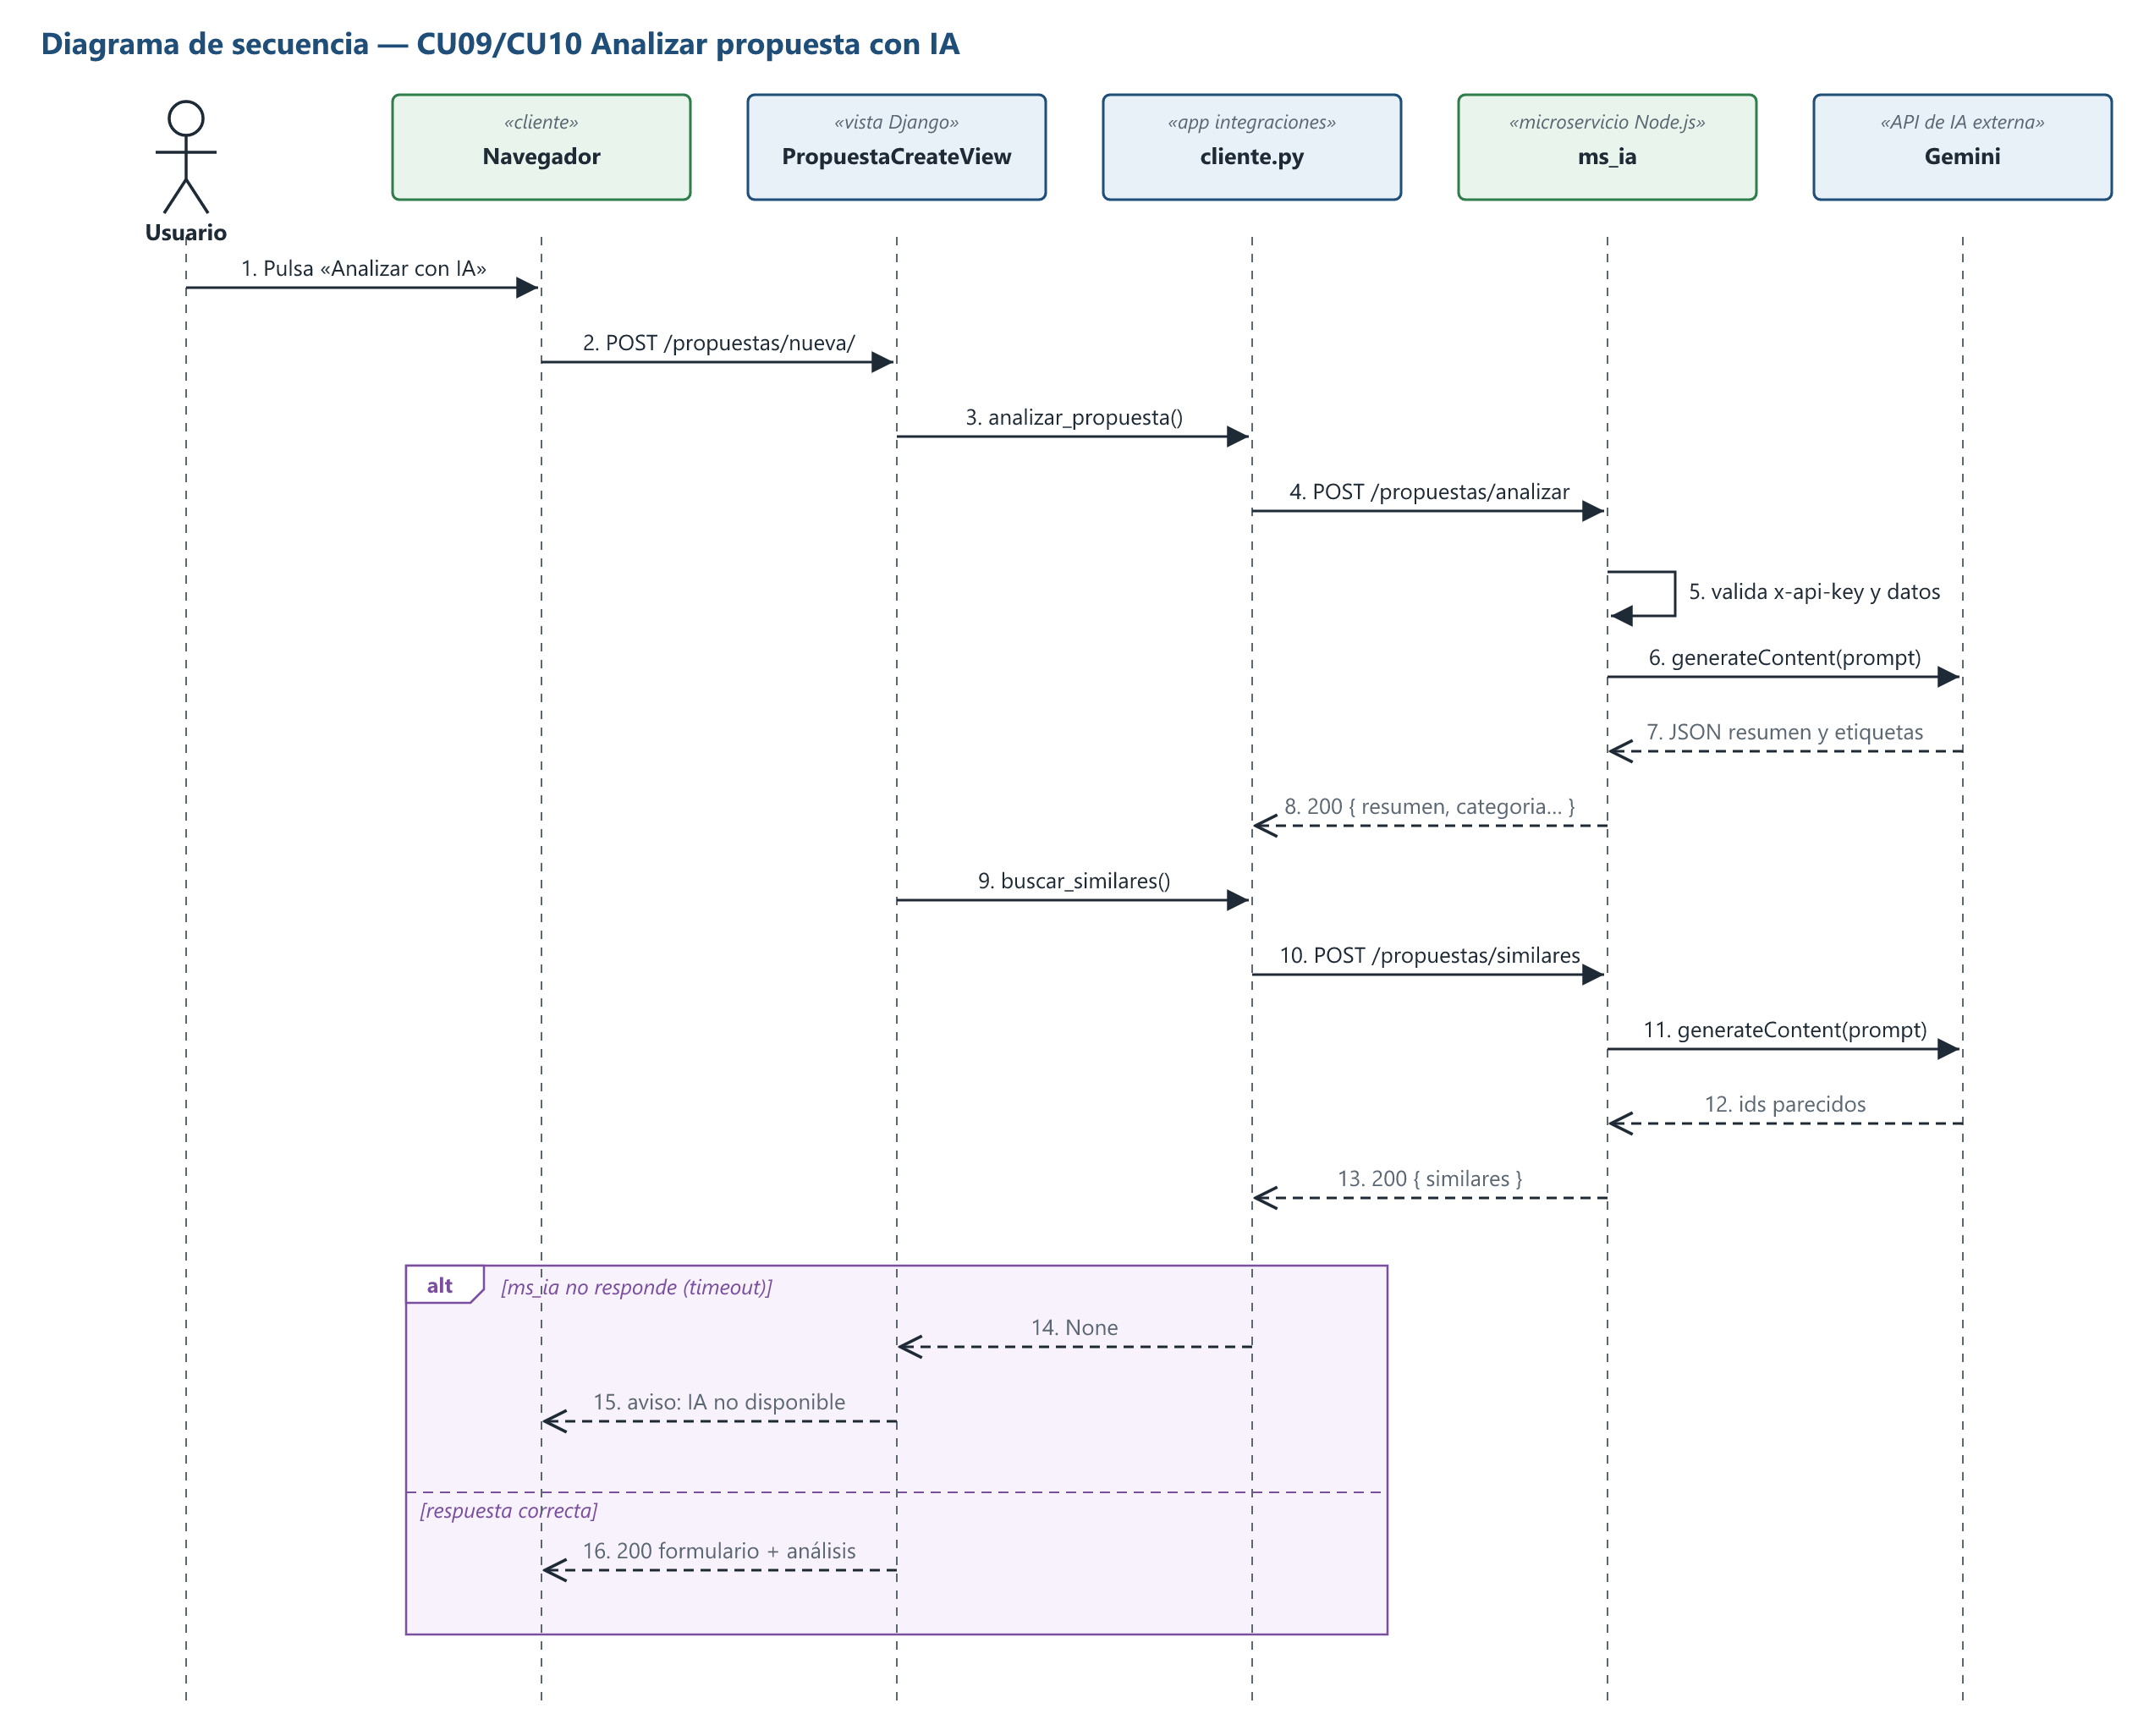 Diagrama de secuencia — CU09/CU10 Analizar propuesta con IA
«cliente»
Navegador
«vista Django»
PropuestaCreateView
«app integraciones»
cliente.py
«microservicio Node.js»
ms_ia
«API de IA externa»
Gemini
Usuario
1. Pulsa «Analizar con IA»
2. POST /propuestas/nueva/
3. analizar_propuesta()
4. POST /propuestas/analizar
5. valida x-api-key y datos
6. generateContent(prompt)
7. JSON resumen y etiquetas
8. 200 { resumen, categoria... }
9. buscar_similares()
10. POST /propuestas/similares
11. generateContent(prompt)
12. ids parecidos
13. 200 { similares }
alt
[ms_ia no responde (timeout)]
14. None
15. aviso: IA no disponible
[respuesta correcta]
16. 200 formulario + análisis